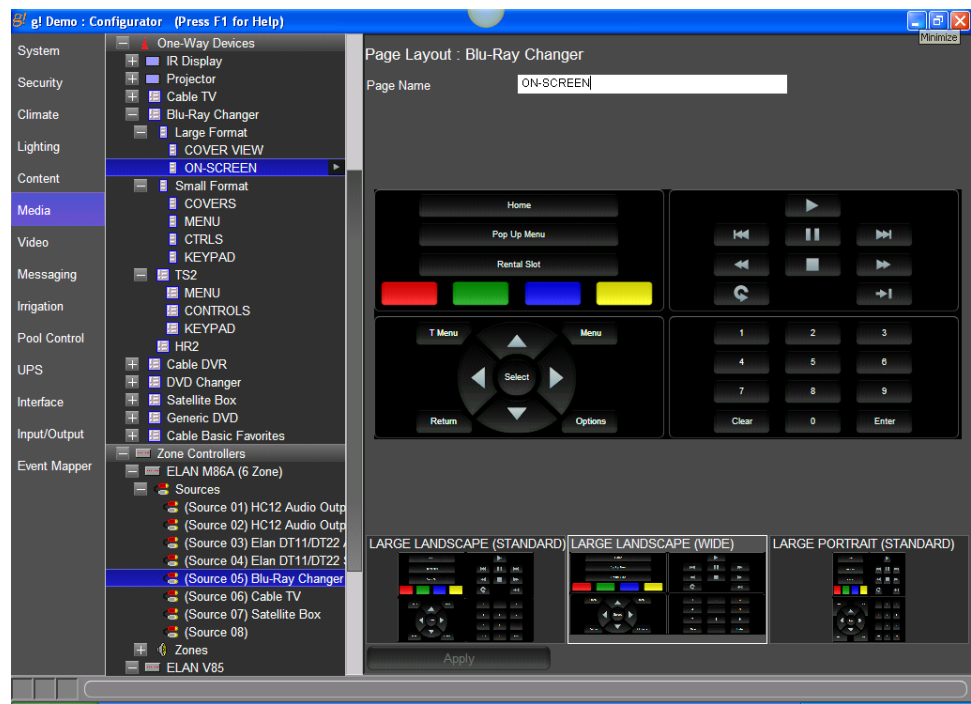 g! Demo : Configurator (Press F1 for Help)
Minimize
System
Security
Climate
Lighting
Content
Media
Video
Messaging
Irrigation
Pool Control
UPS
Interface
Input/Output
Event Mapper
One-Way Devices
IR Display
Projector
Cable TV
Blu-Ray Changer
Large Format
COVER VIEW
ON-SCREEN
Small Format
COVERS
MENU
CTRLS
KEYPAD
TS2
MENU
CONTROLS
KEYPAD
HR2
Cable DVR
DVD Changer
Satellite Box
Generic DVD
Cable Basic Favorites
Zone Controllers
ELAN M86A (6 Zone)
Sources
(Source 01) HC12 Audio Outp
(Source 02) HC12 Audio Outp
(Source 03) Elan DT11/DT22
(Source 04) Elan DT11/DT22
(Source 05) Blu-Ray Changer
(Source 06) Cable TV
(Source 07) Satellite Box
(Source 08)
Zones
ELAN V85
Page Layout : Blu-Ray Changer
Page Name ON-SCREEN
Home
Pop Up Menu
Rental Slot
T Menu Menu
Select
Return Options
1 2 3
4 5 6
7 8 9
Clear 0 Enter
LARGE LANDSCAPE (STANDARD) LARGE LANDSCAPE (WIDE) LARGE PORTRAIT (STANDARD)
Apply